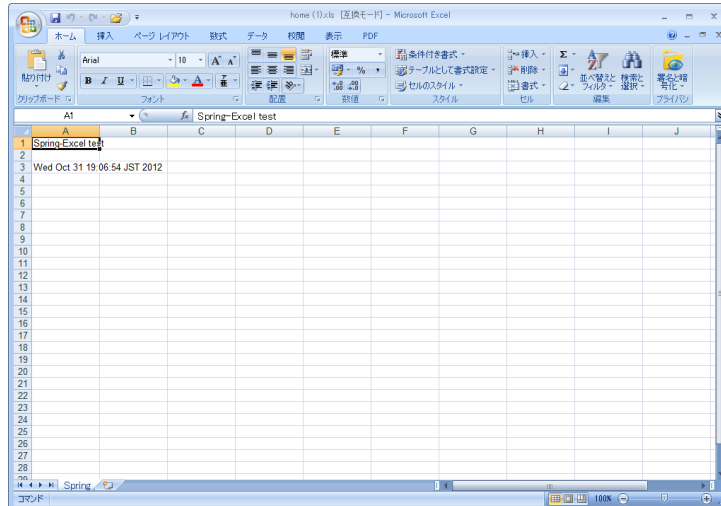 home (1).xls [互換モード] - Microsoft Excel
ホーム 挿入 ページ レイアウト 数式 データ 校閲 表示 PDF
貼り付け
クリップボード
Arial 10
B I U
フォント
配置
標準
%
数値
条件付き書式
テーブルとして書式設定
セルのスタイル
スタイル
挿入
削除
書式
セル
Σ
並べ替えと フィルタ
検索と 選択
編集
署名と暗号化
プライバシ
A1 fx Spring-Excel test
A B C D E F G H I J
1 Spring-Excel test
2
3 Wed Oct 31 19:06:54 JST 2012
4
5
6
7
8
9
10
11
12
13
14
15
16
17
18
19
20
21
22
23
24
25
26
27
28
29
Spring
コマンド 100%